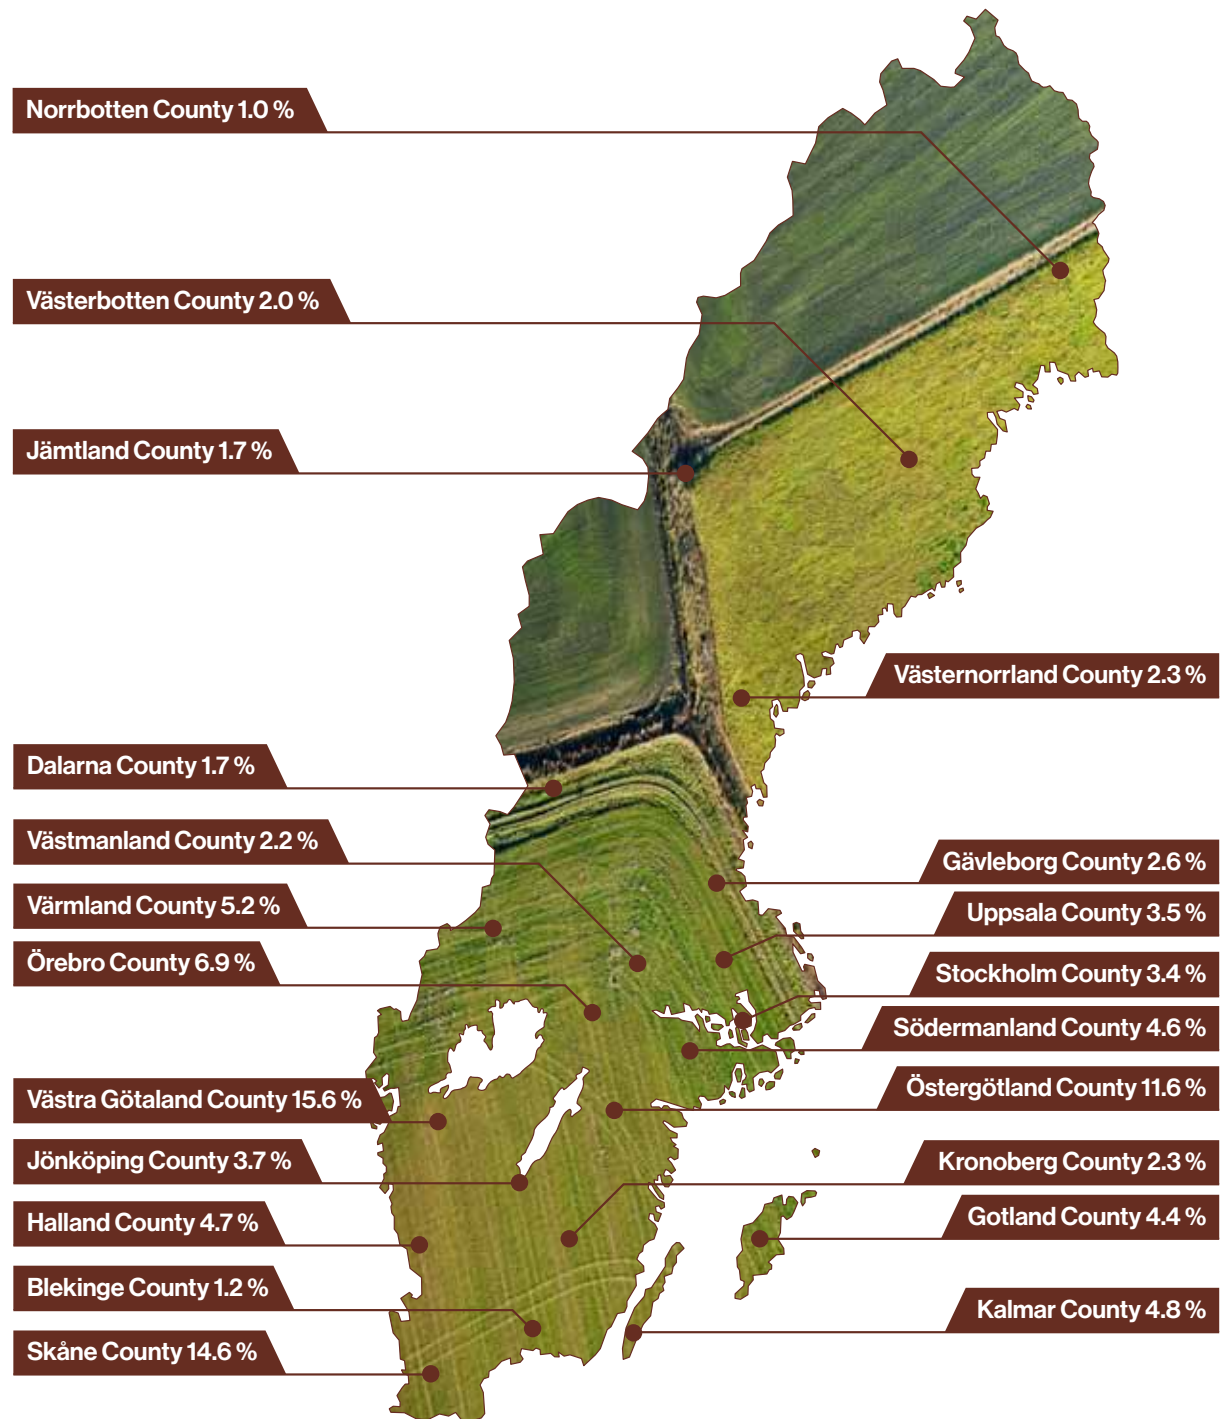 Norrbotten County 1.0 %
Västerbotten County 2.0 %
Jämtland County 1.7 %
Västernorrland County 2.3 %
Dalarna County 1.7 %
Västmanland County 2.2 %
Gävleborg County 2.6 %
Värmland County 5.2 %
Uppsala County 3.5 %
Örebro County 6.9 %
Stockholm County 3.4 %
Södermanland County 4.6 %
Västra Götaland County 15.6 %
Östergötland County 11.6 %
Jönköping County 3.7 %
Kronoberg County 2.3 %
Halland County 4.7 %
Gotland County 4.4 %
Blekinge County 1.2 %
Kalmar County 4.8 %
Skåne County 14.6 %